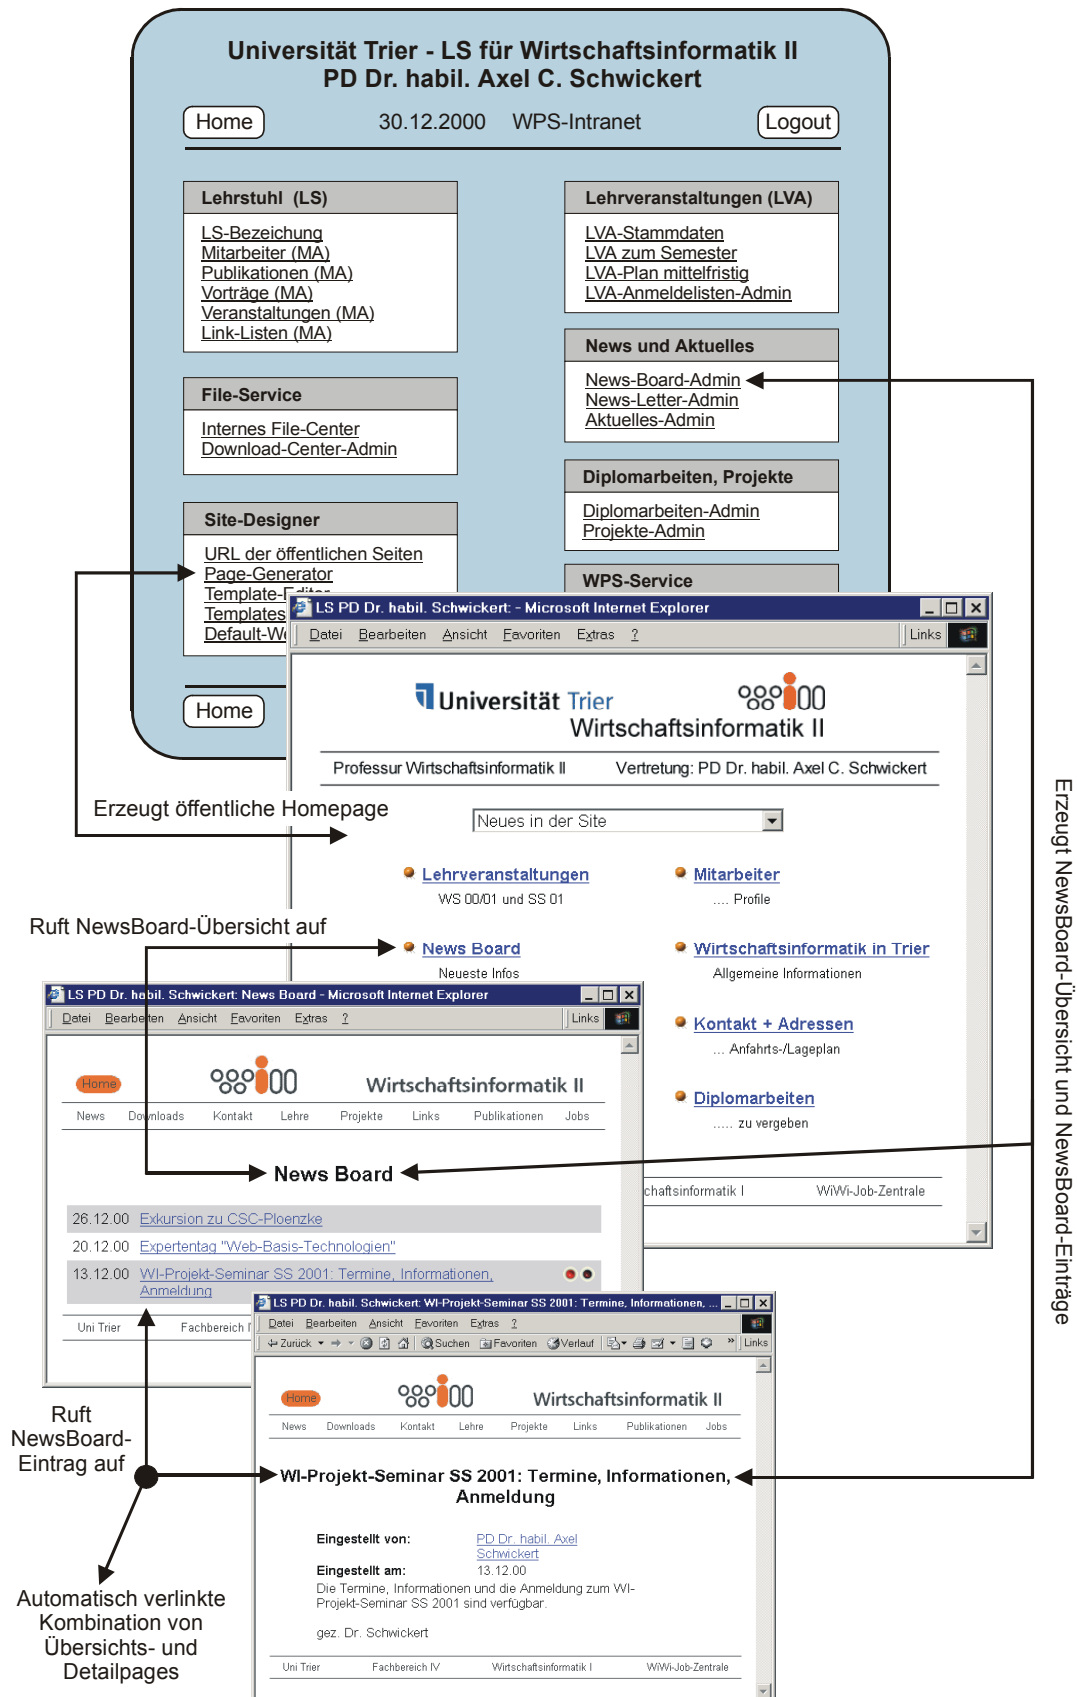 Universität Trier - LS für Wirtschaftsinformatik II
PD Dr. habil. Axel C. Schwickert
Home
30.12.2000 WPS-Intranet
Logout
Lehrstuhl (LS)
LS-Bezeichung
Mitarbeiter (MA)
Publikationen (MA)
Vorträge (MA)
Veranstaltungen (MA)
Link-Listen (MA)
File-Service
Internes File-Center
Download-Center-Admin
Site-Designer
URL der öffentlichen Seiten
Page-Generator
Template-Editor
Templates
Default-We
Home
Lehrveranstaltungen (LVA)
LVA-Stammdaten
LVA zum Semester
LVA-Plan mittelfristig
LVA-Anmeldelisten-Admin
News und Aktuelles
News-Board-Admin
News-Letter-Admin
Aktuelles-Admin
Diplomarbeiten, Projekte
Diplomarbeiten-Admin
Projekte-Admin
WPS-Service
LS PD Dr. habil. Schwickert: - Microsoft Internet Explorer
Datei Bearbeiten Ansicht Favoriten Extras ?
Links
Universität Trier
Wirtschaftsinformatik II
Professur Wirtschaftsinformatik II
Vertretung: PD Dr. habil. Axel C. Schwickert
Neues in der Site
Lehrveranstaltungen
WS 00/01 und SS 01
Mitarbeiter
.... Profile
News Board
Neueste Infos
Wirtschaftsinformatik in Trier
Allgemeine Informationen
Kontakt + Adressen
... Anfahrts-/Lageplan
Diplomarbeiten
..... zu vergeben
chaftsinformatik I
WiWi-Job-Zentrale
Erzeugt öffentliche Homepage
Ruft NewsBoard-Übersicht auf
Erzeugt NewsBoard-Übersicht und NewsBoard-Einträge
LS PD Dr. habil. Schwickert: News Board - Microsoft Internet Explorer
Datei Bearbeiten Ansicht Favoriten Extras ?
Links
Home
Wirtschaftsinformatik II
News Downloads Kontakt Lehre Projekte Links Publikationen Jobs
News Board
26.12.00 Exkursion zu CSC-Ploenzke
20.12.00 Expertentag "Web-Basis-Technologien"
13.12.00 WI-Projekt-Seminar SS 2001: Termine, Informationen,
Anmeldung
Uni Trier
Fachbereich I
Ruft
NewsBoard-
Eintrag auf
LS PD Dr. habil. Schwickert: WI-Projekt-Seminar SS 2001: Termine, Informationen, ...
Datei Bearbeiten Ansicht Favoriten Extras ?
Zurück Suchen Favoriten Verlauf » Links
Home
Wirtschaftsinformatik II
News Downloads Kontakt Lehre Projekte Links Publikationen Jobs
WI-Projekt-Seminar SS 2001: Termine, Informationen,
Anmeldung
Eingestellt von: PD Dr. habil. Axel
Schwickert
Eingestellt am: 13.12.00
Die Termine, Informationen und die Anmeldung zum WI-
Projekt-Seminar SS 2001 sind verfügbar.
gez. Dr. Schwickert
Uni Trier Fachbereich IV Wirtschaftsinformatik I WiWi-Job-Zentrale
Automatisch verlinkte
Kombination von
Übersichts- und
Detailpages